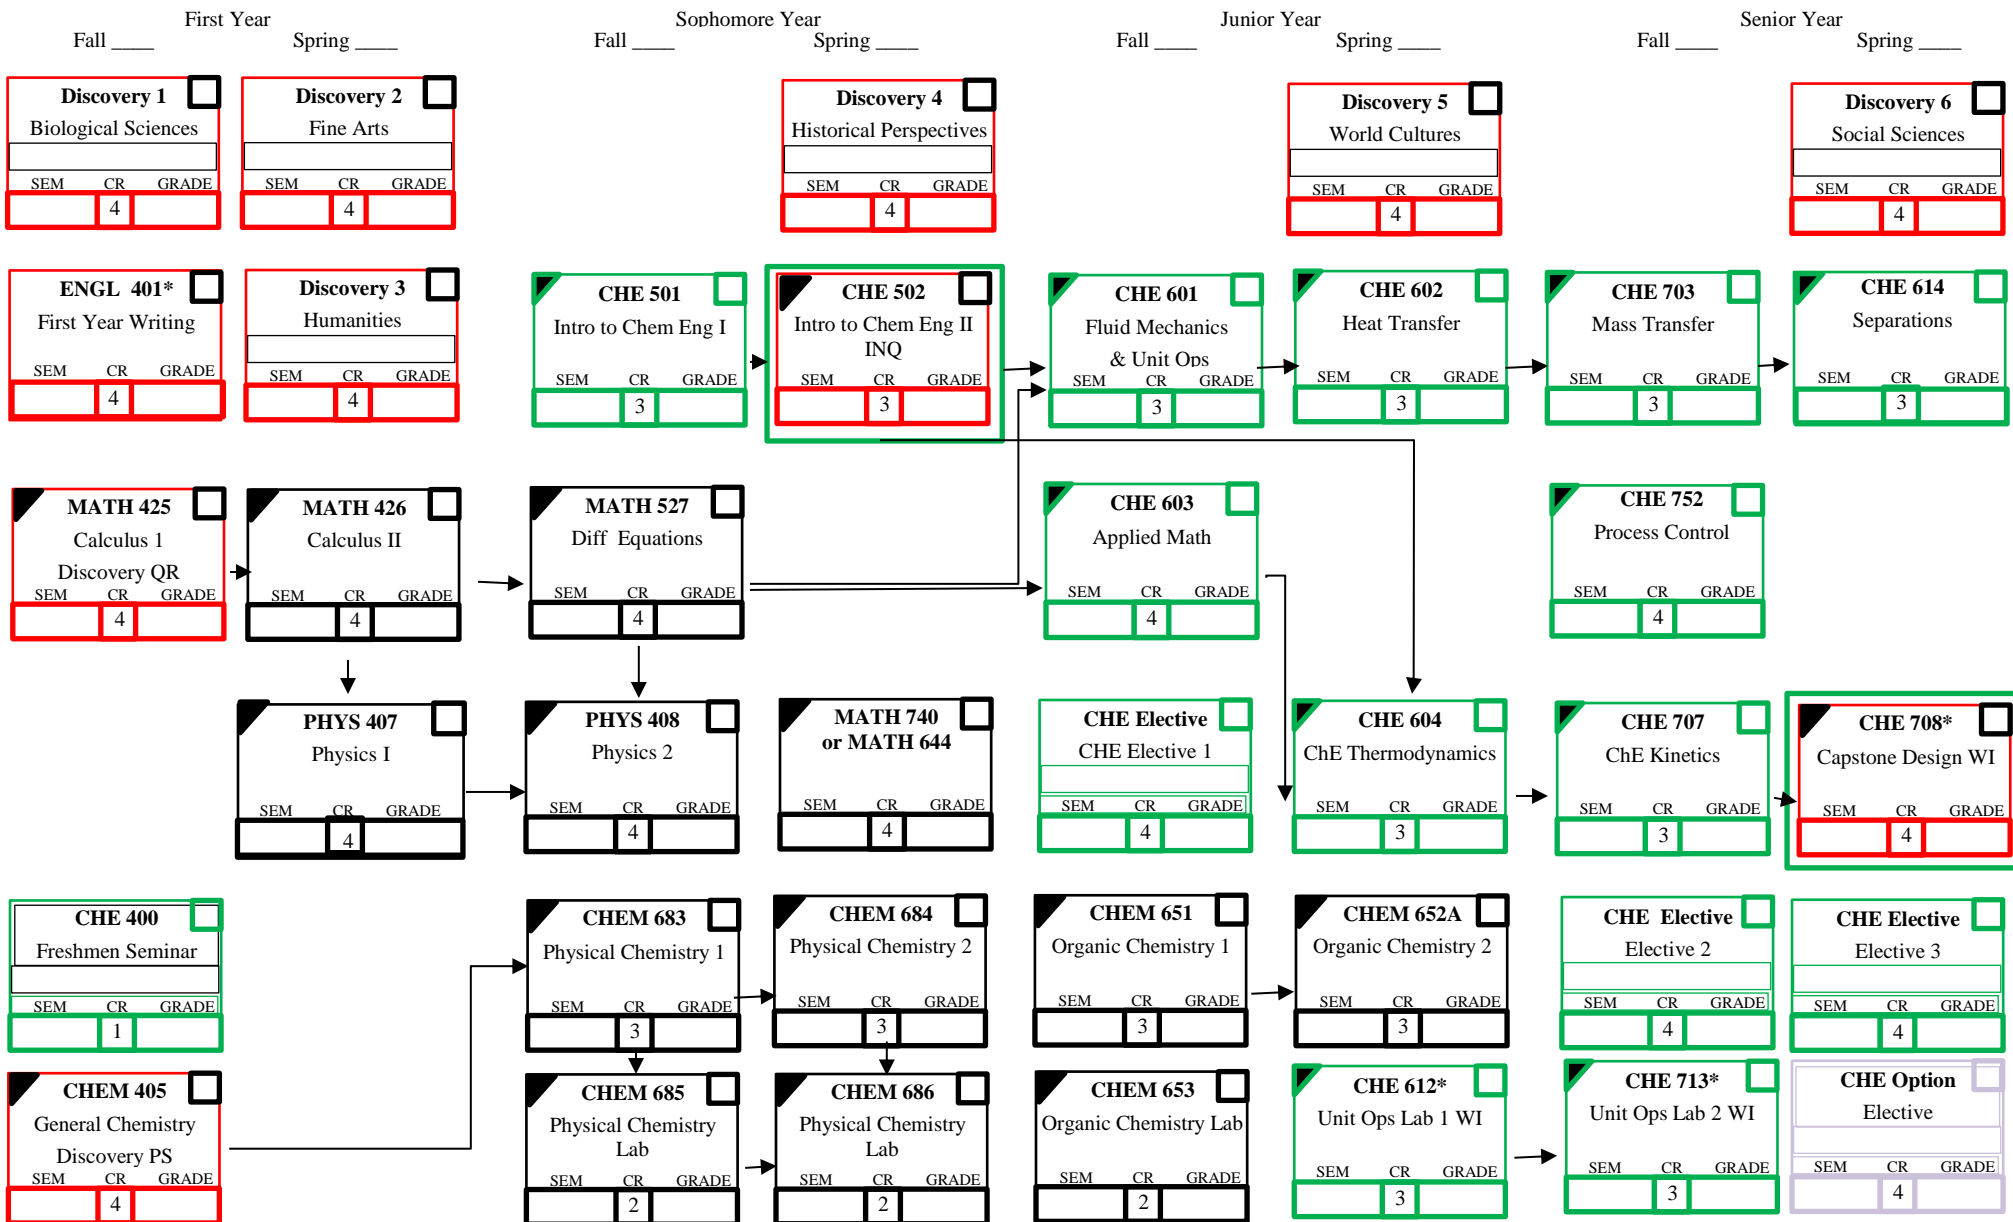 First Year
Sophomore Year
Junior Year
Senior Year
Fall ____
Spring ____
Fall ____
Spring ____
Fall ____
Spring ____
Fall ____
Spring ____
Discovery 1
Biological Sciences
SEM CR GRADE
4
Discovery 2
Fine Arts
SEM CR GRADE
4
Discovery 4
Historical Perspectives
SEM CR GRADE
4
Discovery 5
World Cultures
SEM CR GRADE
4
Discovery 6
Social Sciences
SEM CR GRADE
4
ENGL 401*
First Year Writing
SEM CR GRADE
4
Discovery 3
Humanities
SEM CR GRADE
4
CHE 501
Intro to Chem Eng I
SEM CR GRADE
3
CHE 502
Intro to Chem Eng II
INQ
SEM CR GRADE
3
CHE 601
Fluid Mechanics
& Unit Ops
SEM CR GRADE
3
CHE 602
Heat Transfer
SEM CR GRADE
3
CHE 703
Mass Transfer
SEM CR GRADE
3
CHE 614
Separations
SEM CR GRADE
3
MATH 425
Calculus 1
Discovery QR
SEM CR GRADE
4
MATH 426
Calculus II
SEM CR GRADE
4
MATH 527
Diff Equations
SEM CR GRADE
4
CHE 603
Applied Math
SEM CR GRADE
4
CHE 752
Process Control
SEM CR GRADE
4
PHYS 407
Physics I
SEM CR GRADE
4
PHYS 408
Physics 2
SEM CR GRADE
4
MATH 740
or MATH 644
SEM CR GRADE
4
CHE Elective
CHE Elective 1
SEM CR GRADE
4
CHE 604
ChE Thermodynamics
SEM CR GRADE
3
CHE 707
ChE Kinetics
SEM CR GRADE
3
CHE 708*
Capstone Design WI
SEM CR GRADE
4
CHE 400
Freshmen Seminar
SEM CR GRADE
1
CHEM 683
Physical Chemistry 1
SEM CR GRADE
3
CHEM 684
Physical Chemistry 2
SEM CR GRADE
3
CHEM 651
Organic Chemistry 1
SEM CR GRADE
3
CHEM 652A
Organic Chemistry 2
SEM CR GRADE
3
CHE Elective
Elective 2
SEM CR GRADE
4
CHE Elective
Elective 3
SEM CR GRADE
4
CHEM 405
General Chemistry
Discovery PS
SEM CR GRADE
4
CHEM 685
Physical Chemistry
Lab
SEM CR GRADE
2
CHEM 686
Physical Chemistry
Lab
SEM CR GRADE
2
CHEM 653
Organic Chemistry Lab
SEM CR GRADE
2
CHE 612*
Unit Ops Lab 1 WI
SEM CR GRADE
3
CHE 713*
Unit Ops Lab 2 WI
SEM CR GRADE
3
CHE Option
Elective
SEM CR GRADE
4